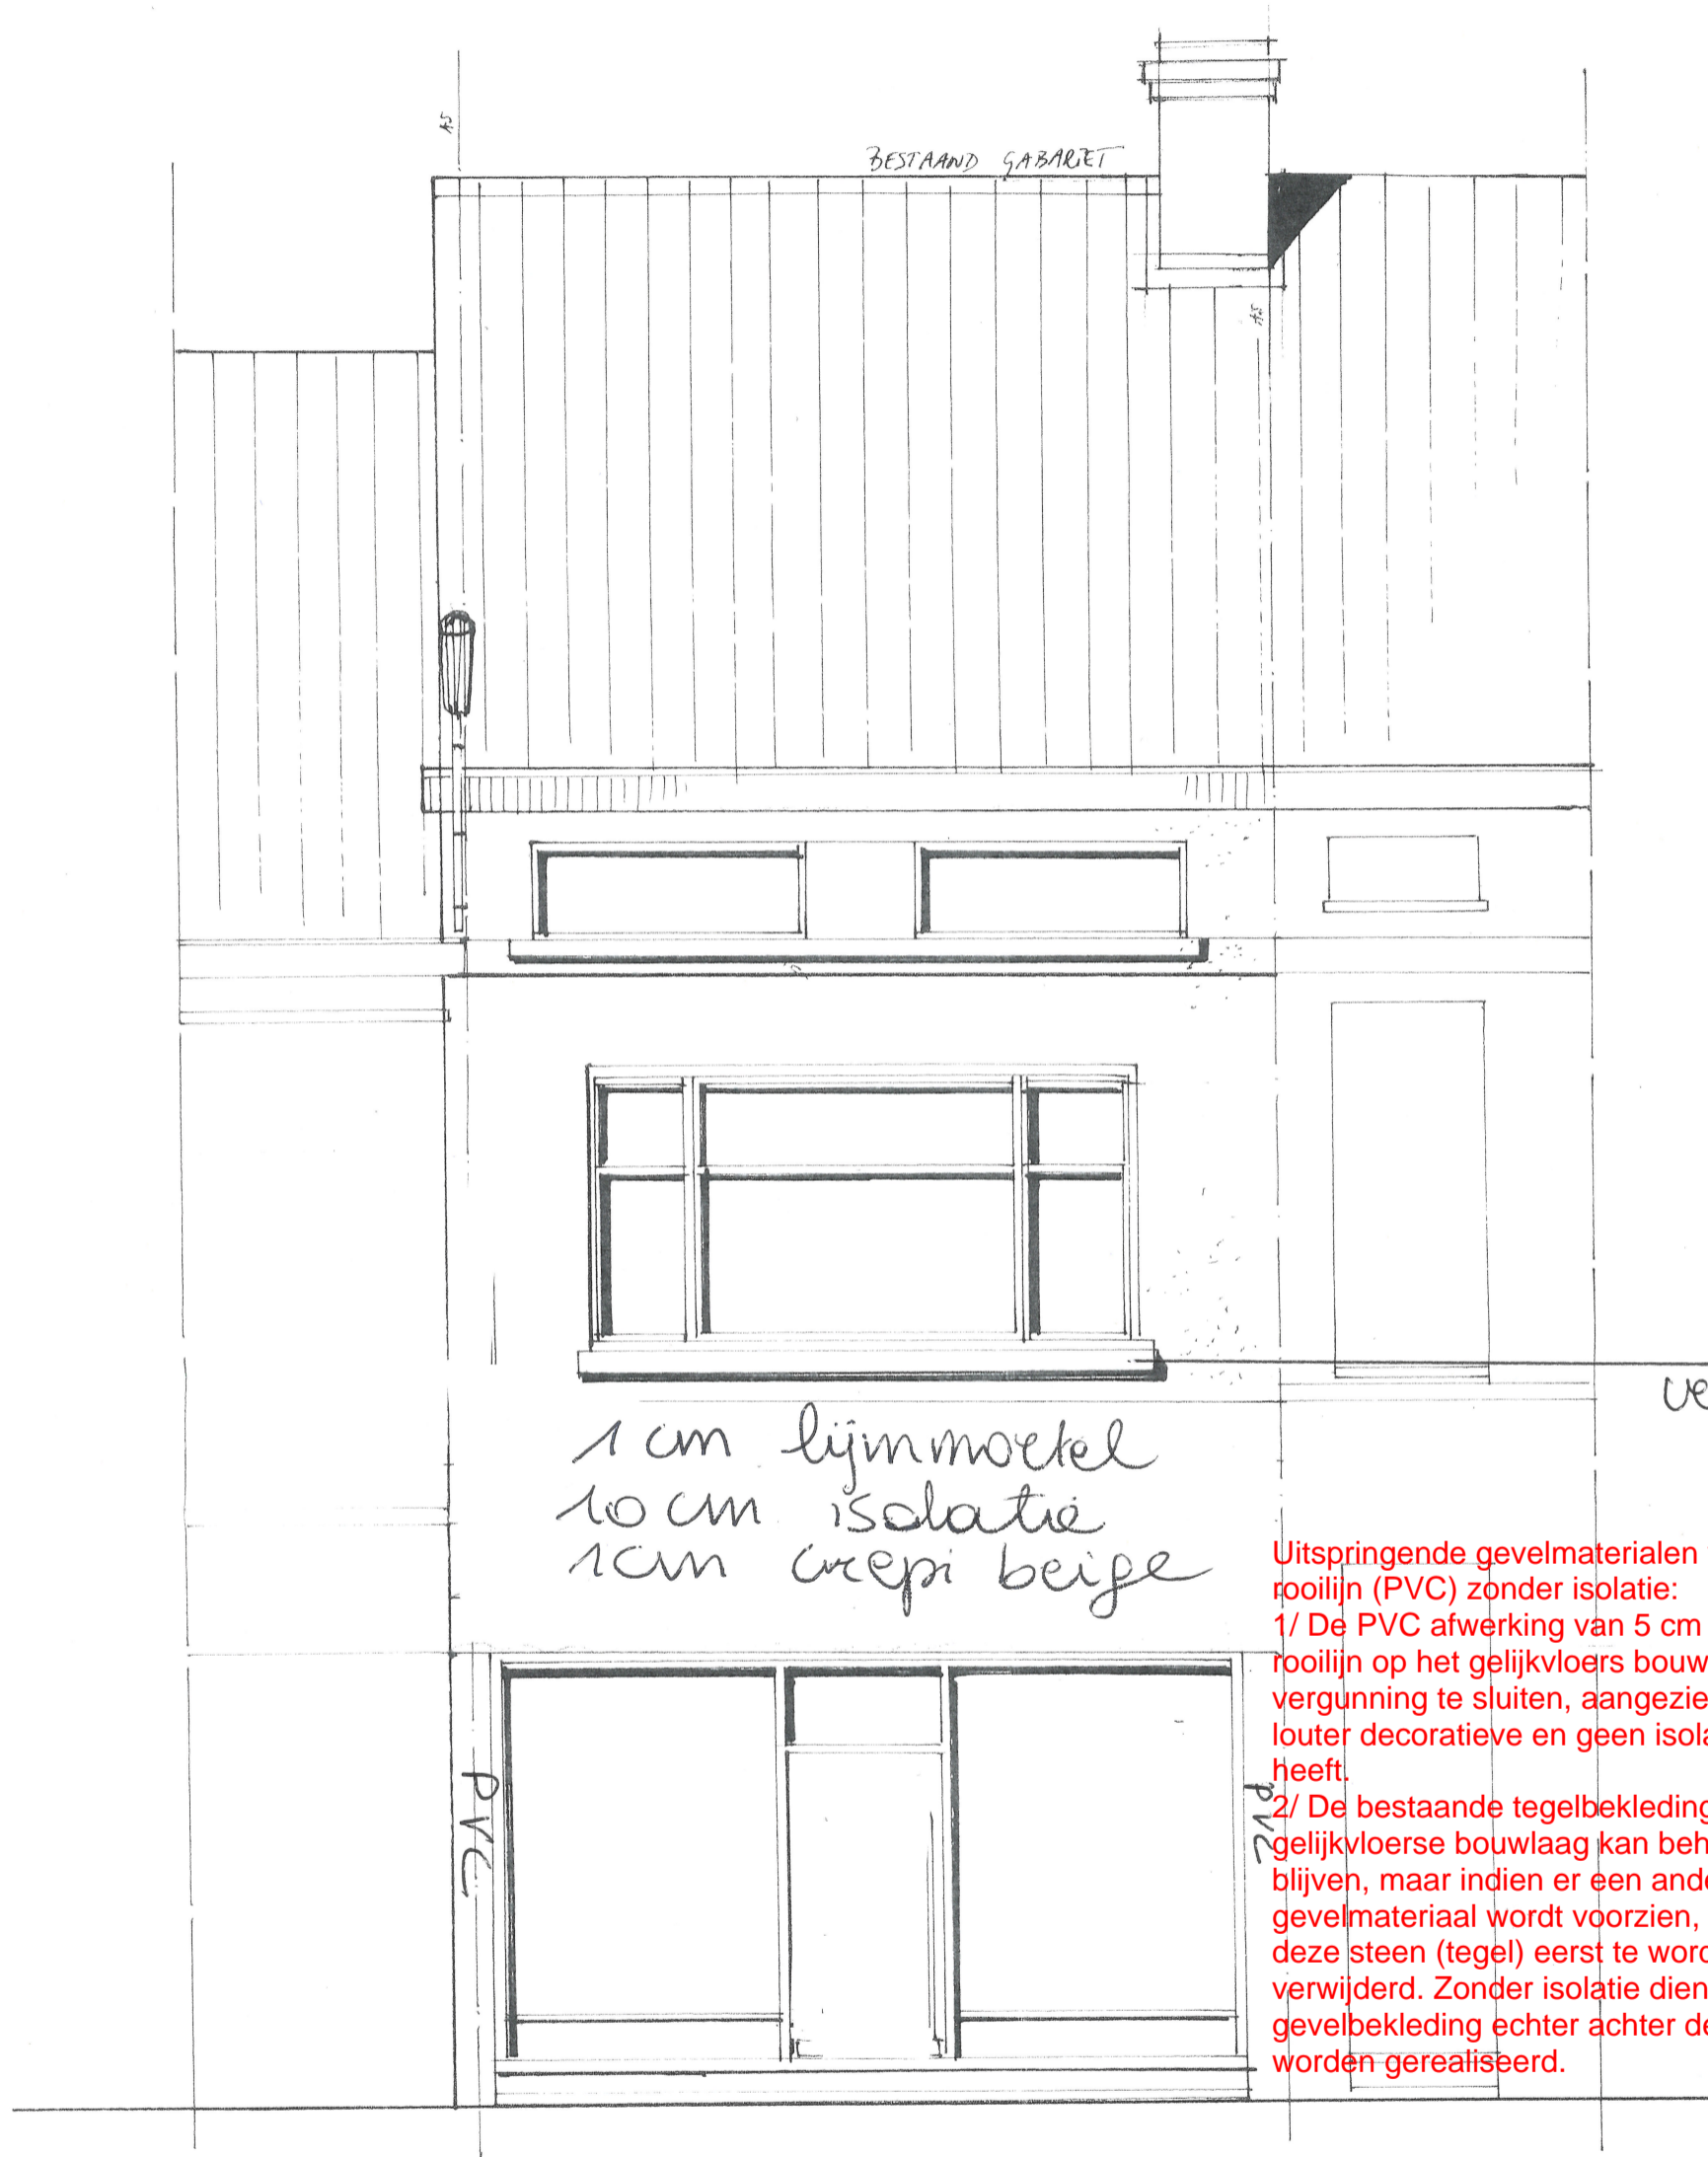 AS
BESTAAND GABARIET
AS
ve
1 cm lijmmortel
10 cm isolatie
1 cm crepi beige
Uitspringende gevelmaterialen
rooilijn (PVC) zonder isolatie:
1/ De PVC afwerking van 5 cm
rooilijn op het gelijkvloers bouw
vergunning te sluiten, aangezie
louter decoratieve en geen isola
heeft.
2/ De bestaande tegelbekleding
gelijkvloerse bouwlaag kan beh
blijven, maar indien er een ande
gevelmateriaal wordt voorzien,
deze steen (tegel) eerst te word
verwijderd. Zonder isolatie dien
gevelbekleding echter achter de
worden gerealiseerd.
PVC
PVC